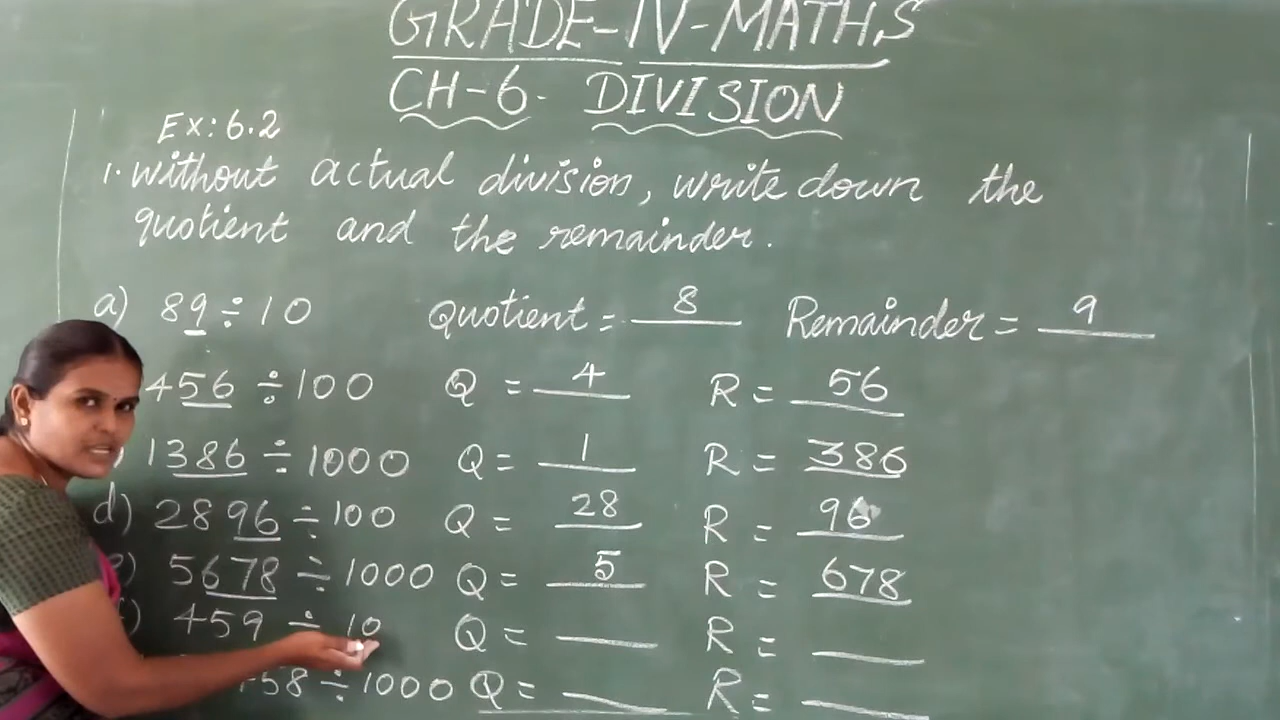 GRADE-IV-MATHS
CH-6. DIVISION
Ex: 6.2
1. Without actual division, write down the
quotient and the remainder.
a) 89 ÷ 10 Quotient = 8 Remainder = 9
456 ÷ 100 Q = 4 R = 56
1386 ÷ 1000 Q = 1 R = 386
d) 2896 ÷ 100 Q = 28 R = 96
e) 5678 ÷ 1000 Q = 5 R = 678
459 ÷ 10 Q = R =
58 ÷ 1000 Q = R =